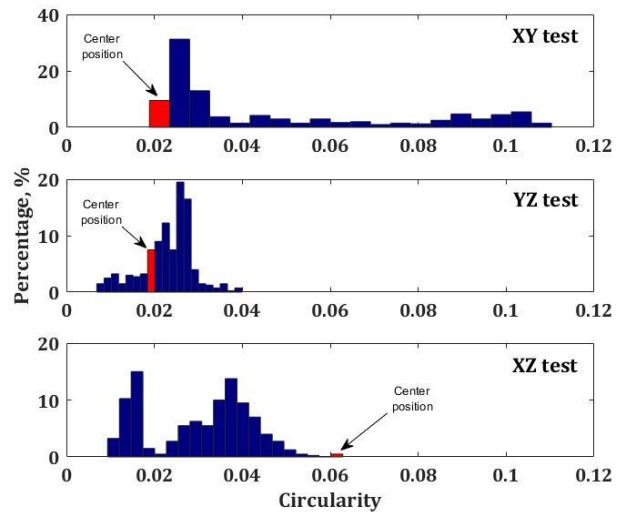 40
XY test
Center
position
20
0
0 0.02 0.04 0.06 0.08 0.1 0.12
Percentage, %
20
YZ test
Center
position
10
0
0 0.02 0.04 0.06 0.08 0.1 0.12
20
XZ test
Center
position
10
0
0 0.02 0.04 0.06 0.08 0.1 0.12
Circularity